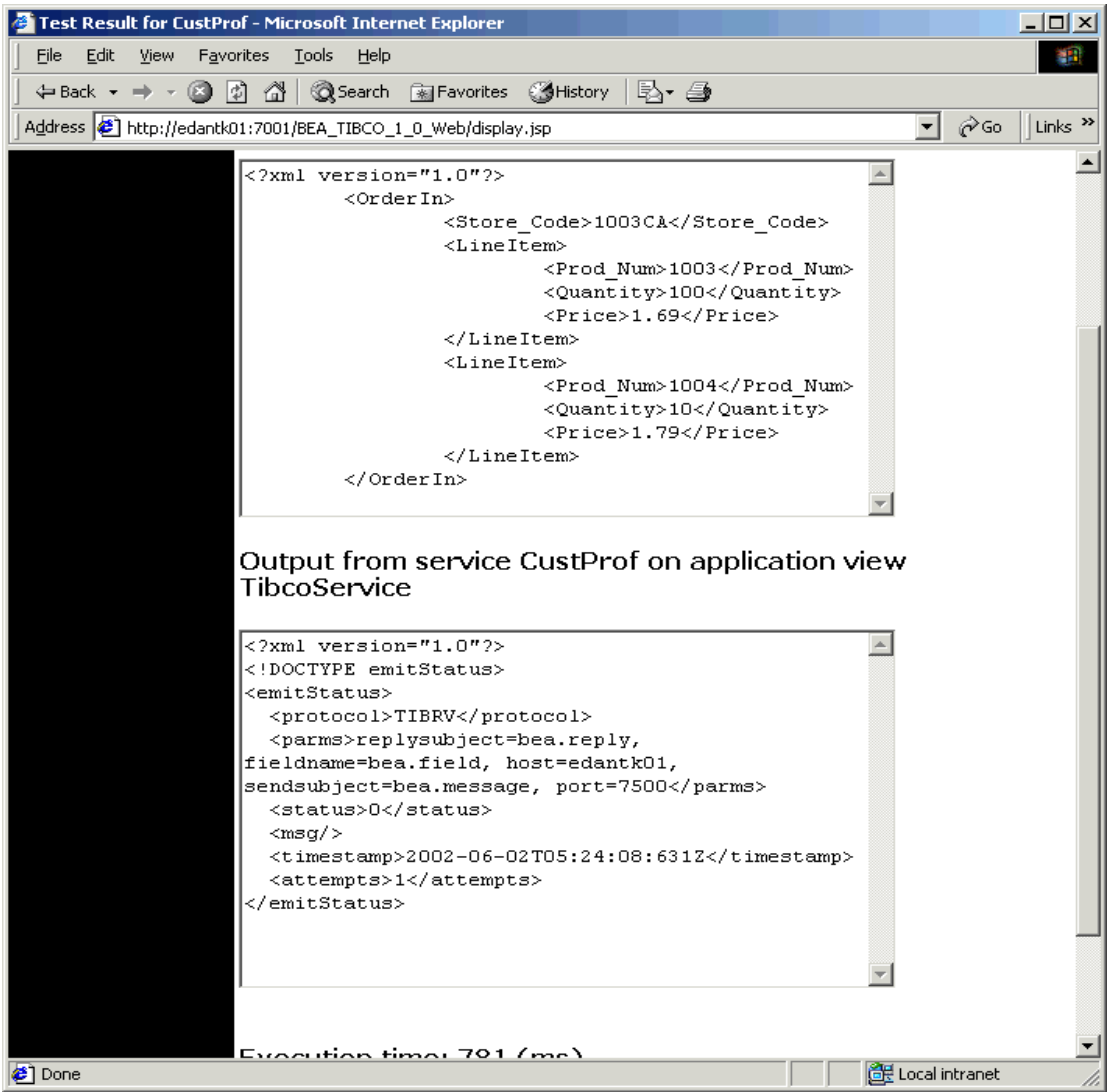 Test Result for CustProf - Microsoft Internet Explorer
File Edit View Favorites Tools Help
Back Search Favorites History
Address http://edantk01:7001/BEA_TIBCO_1_0_Web/display.jsp Go Links »
<?xml version="1.0"?>
<OrderIn>
<Store_Code>1003CA</Store_Code>
<LineItem>
<Prod_Num>1003</Prod_Num>
<Quantity>100</Quantity>
<Price>1.69</Price>
</LineItem>
<LineItem>
<Prod_Num>1004</Prod_Num>
<Quantity>10</Quantity>
<Price>1.79</Price>
</LineItem>
</OrderIn>
Output from service CustProf on application view
TibcoService
<?xml version="1.0"?>
<!DOCTYPE emitStatus>
<emitStatus>
<protocol>TIBRV</protocol>
<parms>replysubject=bea.reply,
fieldname=bea.field, host=edantk01,
sendsubject=bea.message, port=7500</parms>
<status>0</status>
<msg/>
<timestamp>2002-06-02T05:24:08:631Z</timestamp>
<attempts>1</attempts>
</emitStatus>
Execution time: 781 (ms)
Done Local intranet